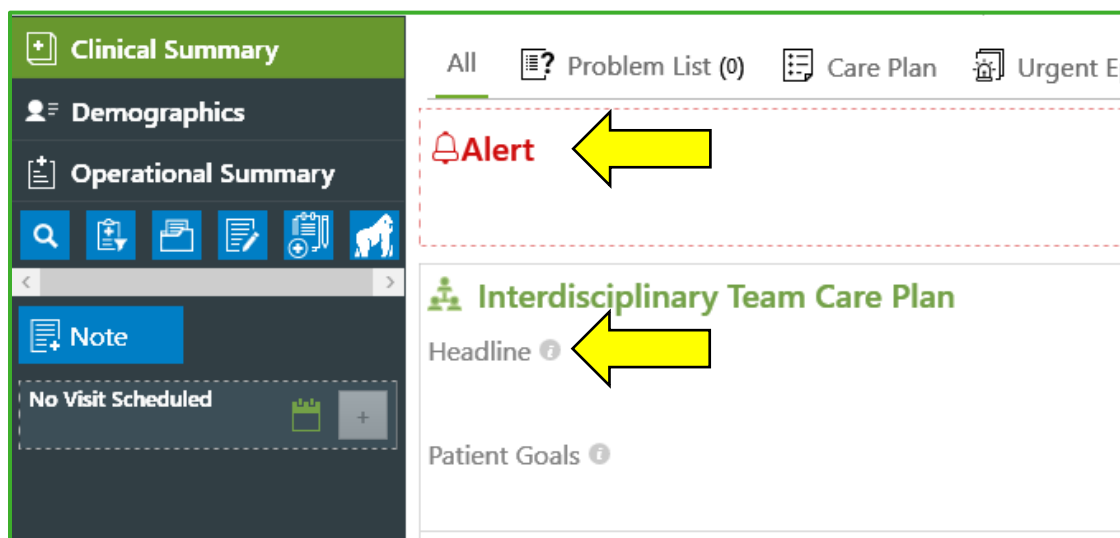 Clinical Summary
Demographics
Operational Summary
Note
No Visit Scheduled
+
All
Problem List (0)
Care Plan
Urgent E
Alert
Interdisciplinary Team Care Plan
Headline
Patient Goals